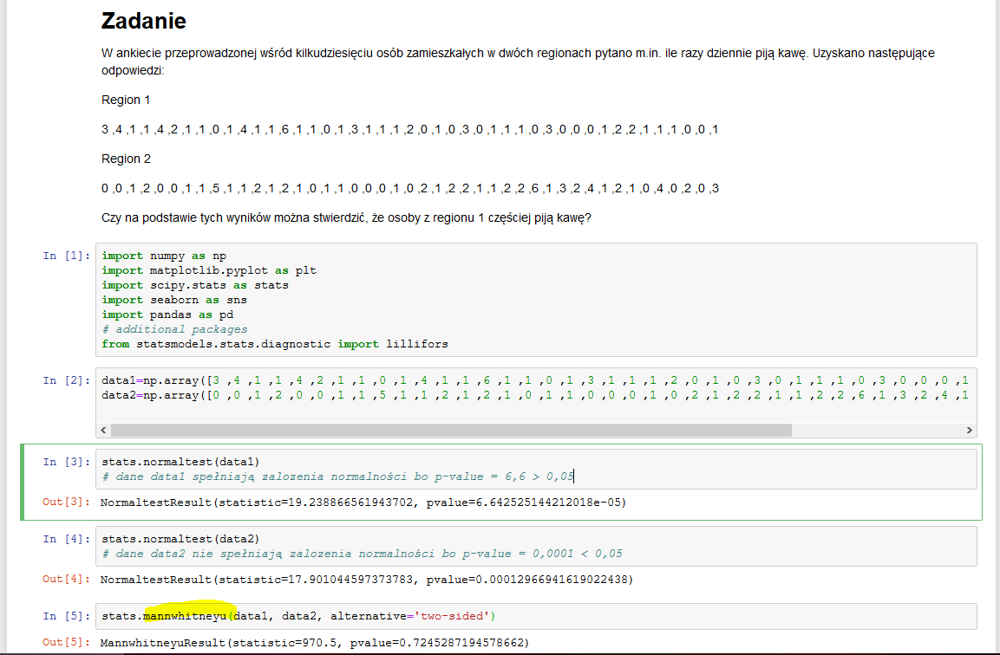 Zadanie
W ankiecie przeprowadzonej wśród kilkudziesięciu osób zamieszkałych w dwóch regionach pytano m.in. ile razy dziennie piją kawę. Uzyskano następujące
odpowiedzi:
Region 1
3 ,4 ,1 ,1 ,4 ,2 ,1 ,1 ,0 ,1 ,4 ,1 ,1 ,6 ,1 ,1 ,0 ,1 ,3 ,1 ,1 ,1 ,2 ,0 ,1 ,0 ,3 ,0 ,1 ,1 ,1 ,0 ,3 ,0 ,0 ,0 ,1 ,2 ,2 ,1 ,1 ,1 ,0 ,0 ,1
Region 2
0 ,0 ,1 ,2 ,0 ,0 ,1 ,1 ,5 ,1 ,1 ,2 ,1 ,2 ,1 ,0 ,1 ,1 ,0 ,0 ,0 ,1 ,0 ,2 ,1 ,2 ,2 ,1 ,1 ,2 ,2 ,6 ,1 ,3 ,2 ,4 ,1 ,2 ,1 ,0 ,4 ,0 ,2 ,0 ,3
Czy na podstawie tych wyników można stwierdzić, że osoby z regionu 1 częściej piją kawę?
In [1]: import numpy as np
import matplotlib.pyplot as plt
import scipy.stats as stats
import seaborn as sns
import pandas as pd
# additional packages
from statsmodels.stats.diagnostic import lillifors
In [2]: data1=np.array([3 ,4 ,1 ,1 ,4 ,2 ,1 ,1 ,0 ,1 ,4 ,1 ,1 ,6 ,1 ,1 ,0 ,1 ,3 ,1 ,1 ,1 ,2 ,0 ,1 ,0 ,3 ,0 ,1 ,1 ,1 ,0 ,3 ,0 ,0 ,0 ,1
data2=np.array([0 ,0 ,1 ,2 ,0 ,0 ,1 ,1 ,5 ,1 ,1 ,2 ,1 ,2 ,1 ,0 ,1 ,1 ,0 ,0 ,0 ,1 ,0 ,2 ,1 ,2 ,2 ,1 ,1 ,2 ,2 ,6 ,1 ,3 ,2 ,4 ,1
In [3]: stats.normaltest(data1)
# dane data1 spełniają zalozenia normalności bo p-value = 6,6 > 0,05
Out[3]: NormaltestResult(statistic=19.238866561943702, pvalue=6.642525144212018e-05)
In [4]: stats.normaltest(data2)
# dane data2 nie spełniają zalozenia normalności bo p-value = 0,0001 < 0,05
Out[4]: NormaltestResult(statistic=17.901044597373783, pvalue=0.00012966941619022438)
In [5]: stats.mannwhitneyu(data1, data2, alternative='two-sided')
Out[5]: MannwhitneyuResult(statistic=970.5, pvalue=0.7245287194578662)